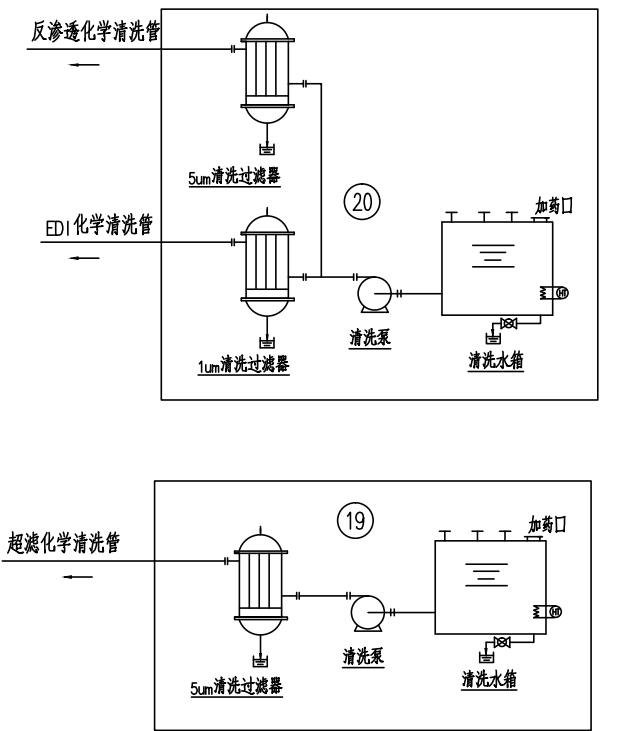 反渗透化学清洗管
5um清洗过滤器
20
EDI化学清洗管
加药口
HT
清洗泵
1um清洗过滤器
清洗水箱
19
超滤化学清洗管
加药口
HT
清洗泵
5um清洗过滤器
清洗水箱